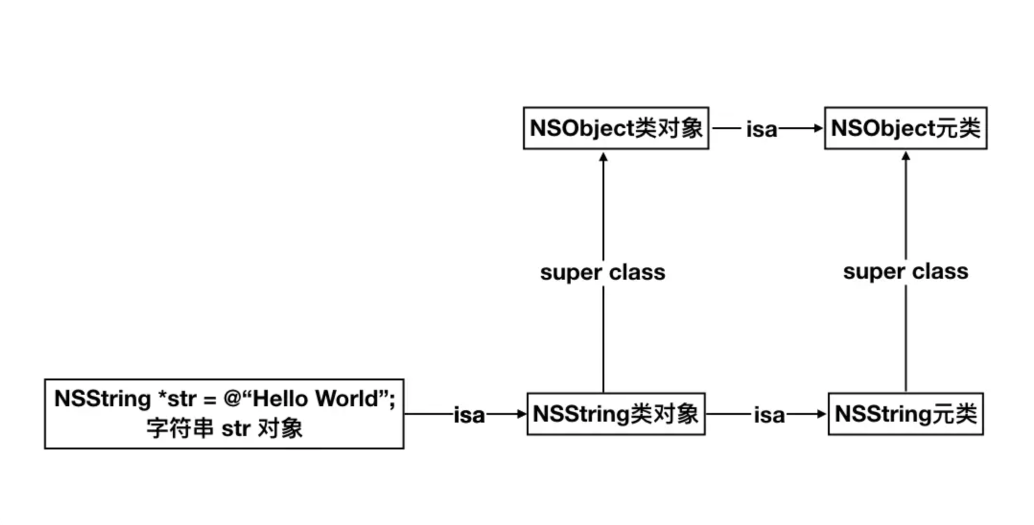 NSObject类对象
isa
NSObject元类
super class
super class
NSString *str = @“Hello World”;
字符串 str 对象
isa
NSString类对象
isa
NSString元类